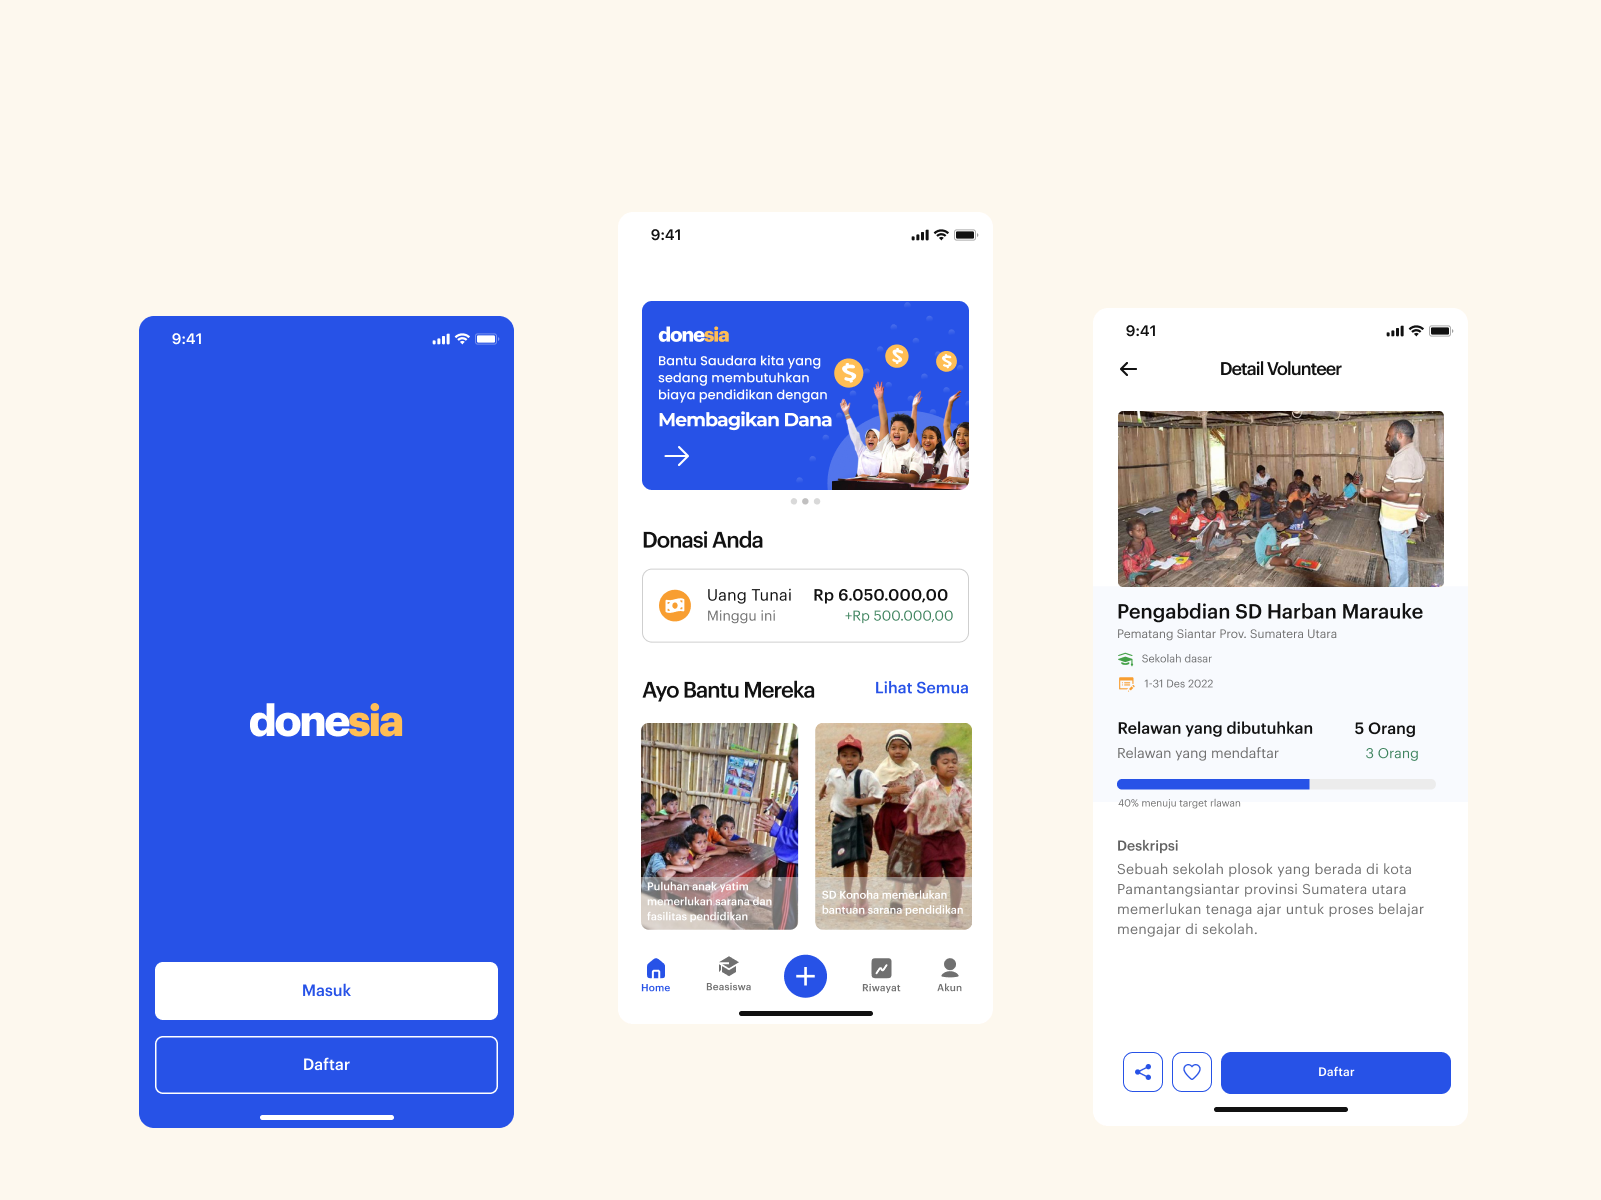 9:41
donesia
Masuk
Daftar
9:41
donesia
Bantu Saudara kita yang
sedang membutuhkan
biaya pendidikan dengan
Membagikan Dana
Donasi Anda
Uang Tunai Rp 6.050.000,00
Minggu ini +Rp 500.000,00
Ayo Bantu Mereka Lihat Semua
Puluhan anak yatim
memerlukan sarana dan
fasilitas pendidikan
SD Konoha memerlukan
bantuan sarana pendidikan
Home Beasiswa Riwayat Akun
9:41
Detail Volunteer
Pengabdian SD Harban Marauke
Pematang Siantar Prov. Sumatera Utara
Sekolah dasar
1-31 Des 2022
Relawan yang dibutuhkan 5 Orang
Relawan yang mendaftar 3 Orang
40% menuju target rlawan
Deskripsi
Sebuah sekolah plosok yang berada di kota
Pamantangsiantar provinsi Sumatera utara
memerlukan tenaga ajar untuk proses belajar
mengajar di sekolah.
Daftar